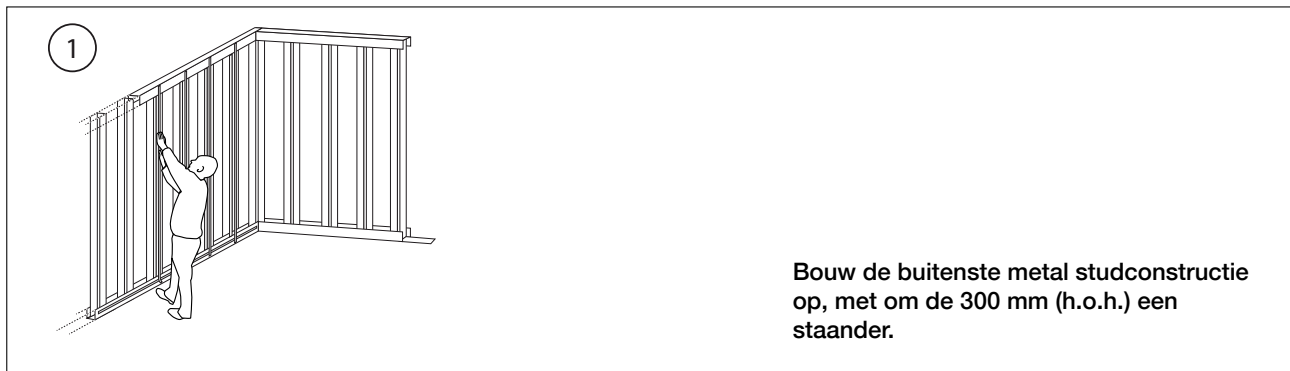 1
Bouw de buitenste metal studconstructie
op, met om de 300 mm (h.o.h.) een
staander.